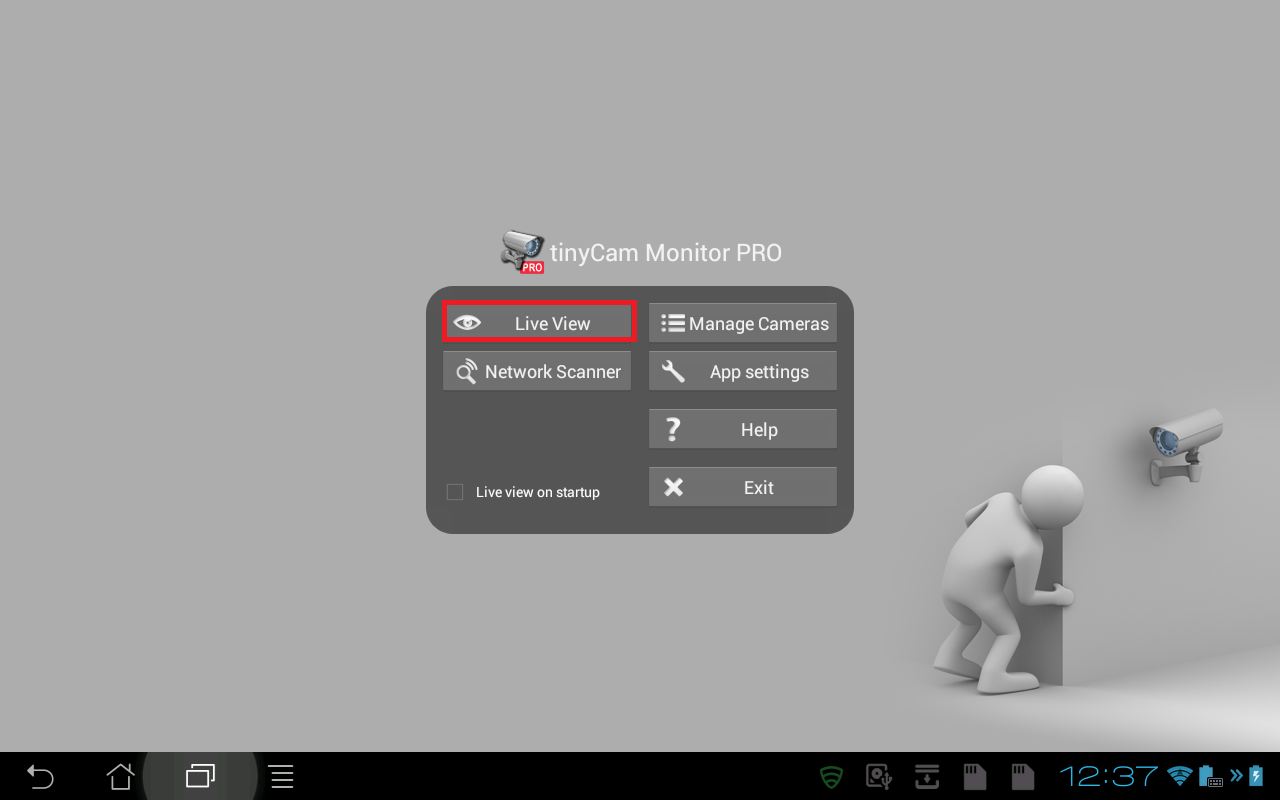 PRO
tinyCam Monitor PRO
Live View
Manage Cameras
Network Scanner
App settings
? Help
Exit
Live view on startup
12:37